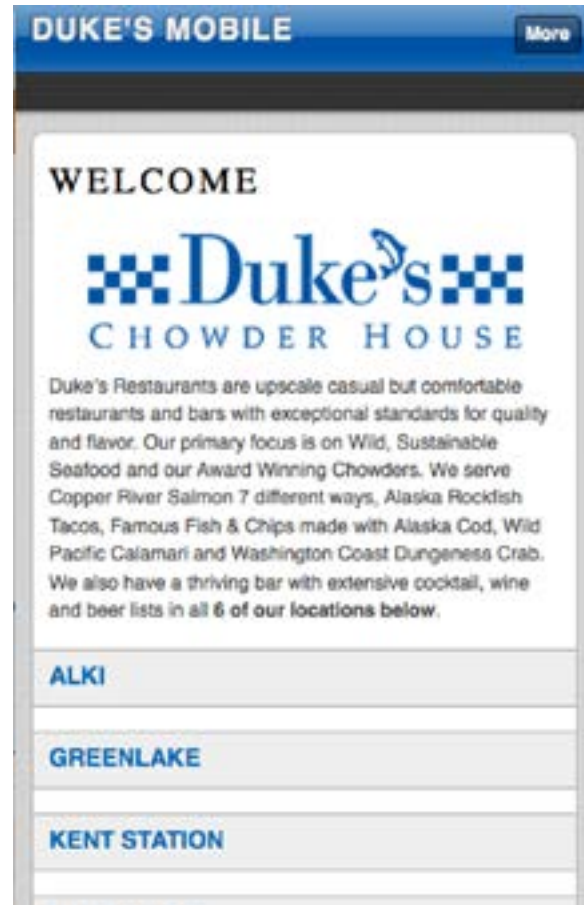 DUKE'S MOBILE
More
WELCOME
Duke's
CHOWDER HOUSE
Duke's Restaurants are upscale casual but comfortable
restaurants and bars with exceptional standards for quality
and flavor. Our primary focus is on Wild, Sustainable
Seafood and our Award Winning Chowders. We serve
Copper River Salmon 7 different ways, Alaska Rockfish
Tacos, Famous Fish & Chips made with Alaska Cod, Wild
Pacific Calamari and Washington Coast Dungeness Crab.
We also have a thriving bar with extensive cocktail, wine
and beer lists in all 6 of our locations below.
ALKI
GREENLAKE
KENT STATION